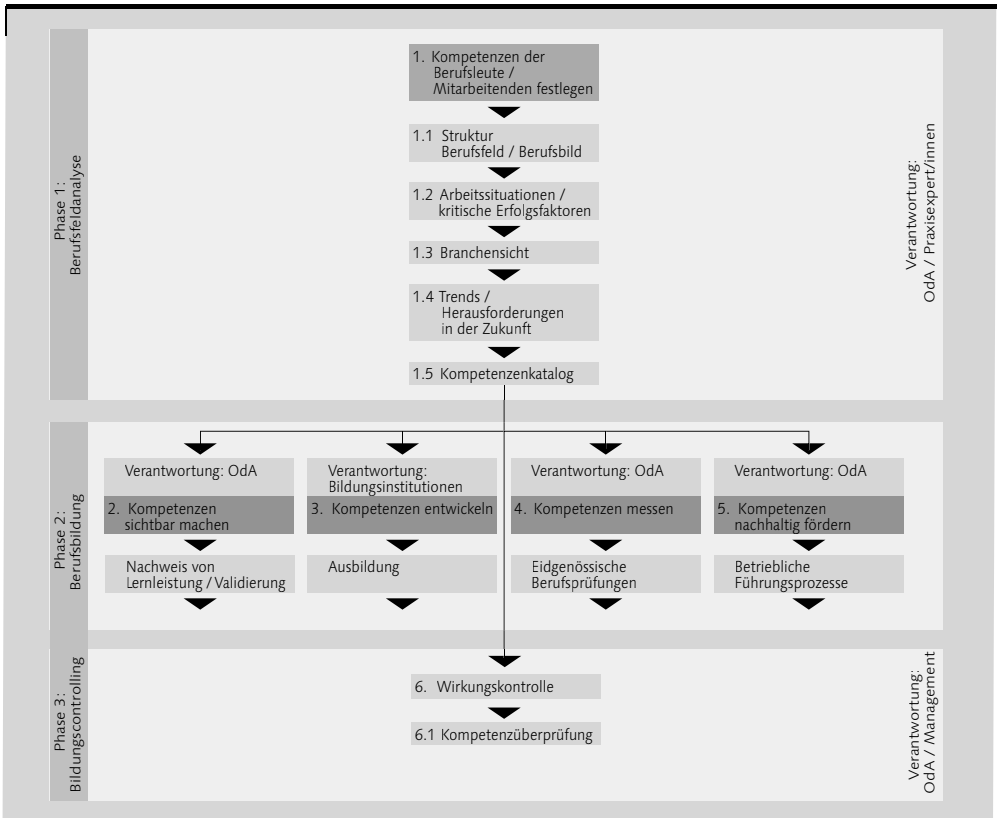 Phase 1:
Berufsfeldanalyse
1. Kompetenzen der
Berufsleute /
Mitarbeitenden festlegen
1.1 Struktur
Berufsfeld / Berufsbild
1.2 Arbeitssituationen /
kritische Erfolgsfaktoren
1.3 Branchensicht
1.4 Trends /
Herausforderungen
in der Zukunft
1.5 Kompetenzenkatalog
Verantwortung:
OdA / Praxisexpert/innen
Phase 2:
Berufsbildung
Verantwortung: OdA
2. Kompetenzen
sichtbar machen
Nachweis von
Lernleistung / Validierung
Verantwortung:
Bildungsinstitutionen
3. Kompetenzen entwickeln
Ausbildung
Verantwortung: OdA
4. Kompetenzen messen
Eidgenössische
Berufsprüfungen
Verantwortung: OdA
5. Kompetenzen
nachhaltig fördern
Betriebliche
Führungsprozesse
Phase 3:
Bildungscontrolling
6. Wirkungskontrolle
6.1 Kompetenzüberprüfung
Verantwortung:
OdA / Management